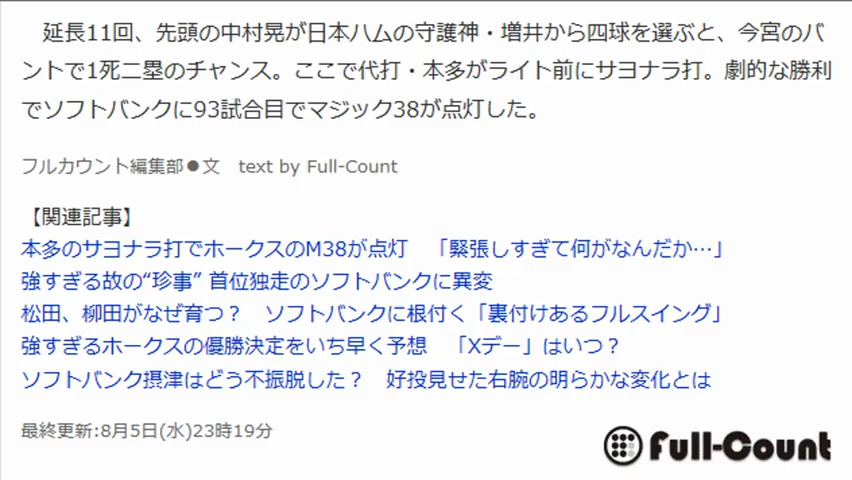 延長11回、先頭の中村晃が日本ハムの守護神・増井から四球を選ぶと、今宮のバ
ントで1死二塁のチャンス。ここで代打・本多がライト前にサヨナラ打。劇的な勝利
でソフトバンクに93試合目でマジック38が点灯した。
フルカウント編集部●文　text by Full-Count
【関連記事】
本多のサヨナラ打でホークスのM38が点灯　「緊張しすぎて何がなんだか…」
強すぎる故の“珍事” 首位独走のソフトバンクに異変
松田、柳田がなぜ育つ？　ソフトバンクに根付く「裏付けあるフルスイング」
強すぎるホークスの優勝決定をいち早く予想　「Xデー」はいつ？
ソフトバンク摂津はどう不振脱した？　好投見せた右腕の明らかな変化とは
最終更新:8月5日(水)23時19分
Full-Count